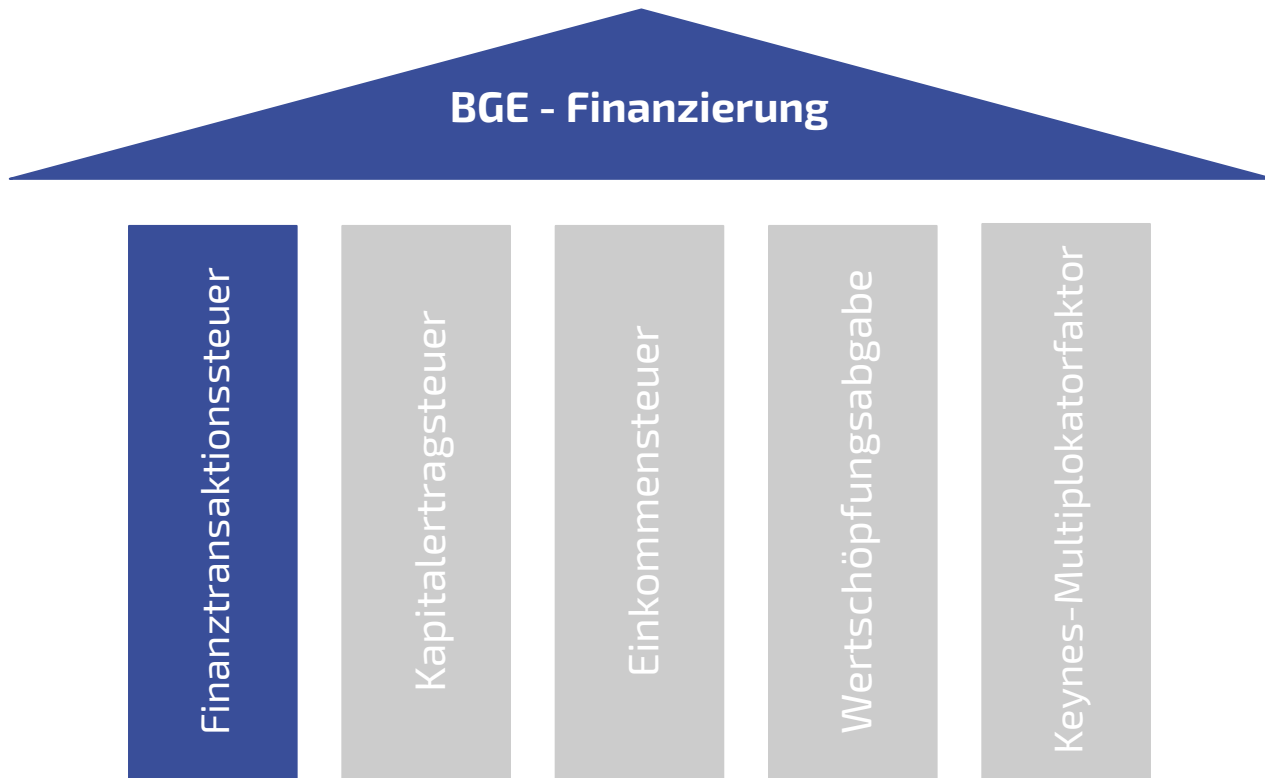 BGE - Finanzierung
Finanztransaktionssteuer
Kapitalertragsteuer
Einkommensteuer
Wertschöpfungsabgabe
Keynes-Multiplokatorfaktor